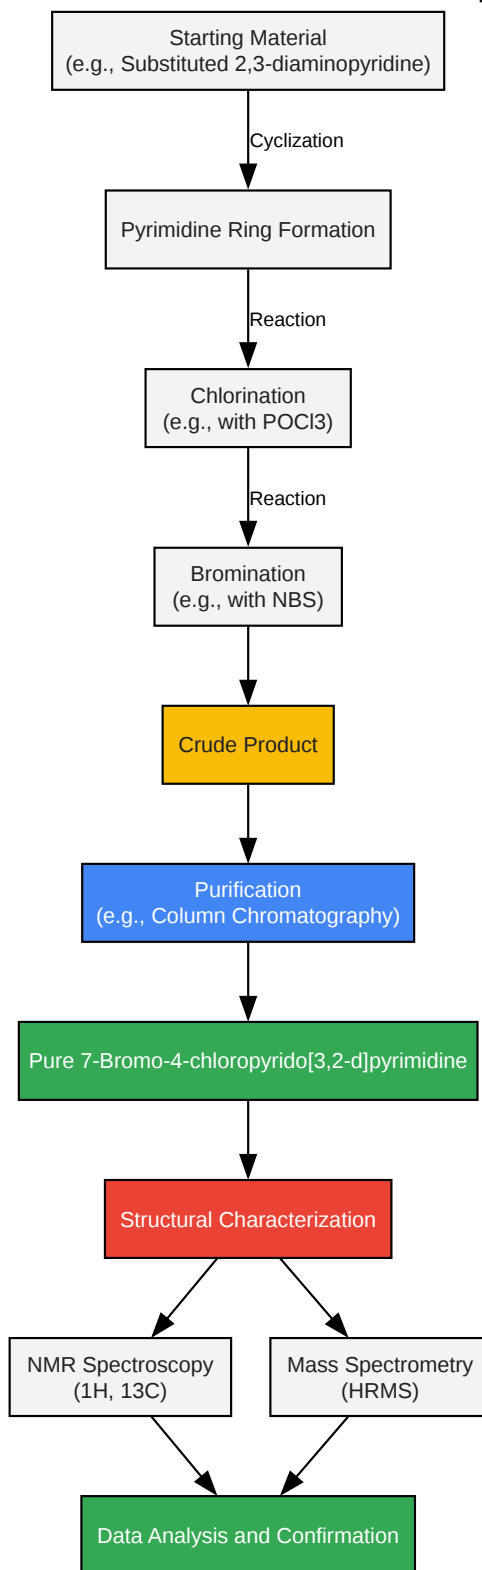 Starting Material
(e.g., Substituted 2,3-diaminopyridine)
Cyclization
Pyrimidine Ring Formation
Reaction
Chlorination
(e.g., with POCl3)
Reaction
Bromination
(e.g., with NBS)
Crude Product
Purification
(e.g., Column Chromatography)
Pure 7-Bromo-4-chloropyrido[3,2-d]pyrimidine
Structural Characterization
NMR Spectroscopy
(1H, 13C)
Mass Spectrometry
(HRMS)
Data Analysis and Confirmation